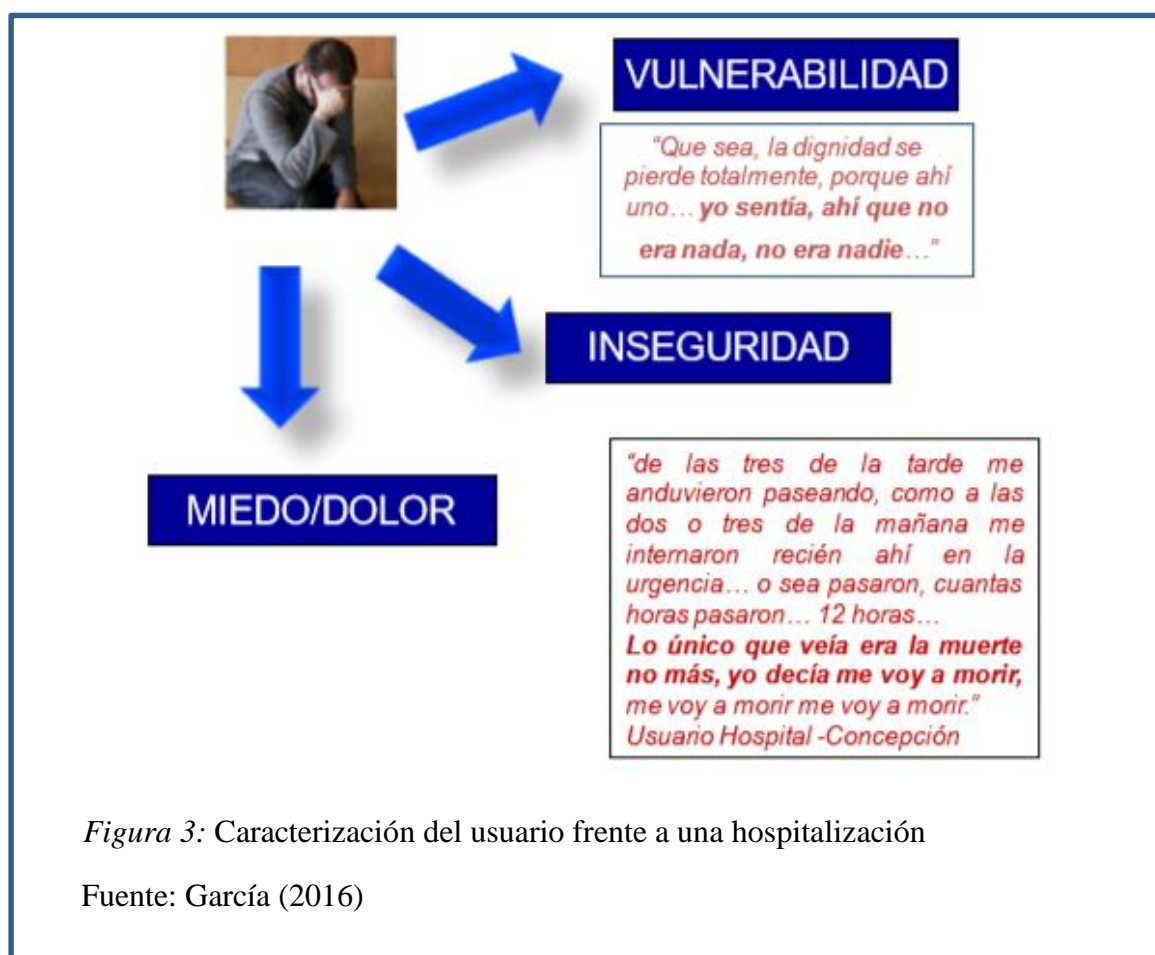 VULNERABILIDAD
“Que sea, la dignidad se
pierde totalmente, porque ahí
uno… yo sentía, ahí que no
era nada, no era nadie…”
INSEGURIDAD
MIEDO/DOLOR
“de las tres de la tarde me
anduvieron paseando, como a las
dos o tres de la mañana me
internaron recién ahí en la
urgencia… o sea pasaron, cuantas
horas pasaron… 12 horas…
Lo único que veía era la muerte
no más, yo decía me voy a morir,
me voy a morir me voy a morir.”
Usuario Hospital -Concepción
Figura 3: Caracterización del usuario frente a una hospitalización
Fuente: García (2016)